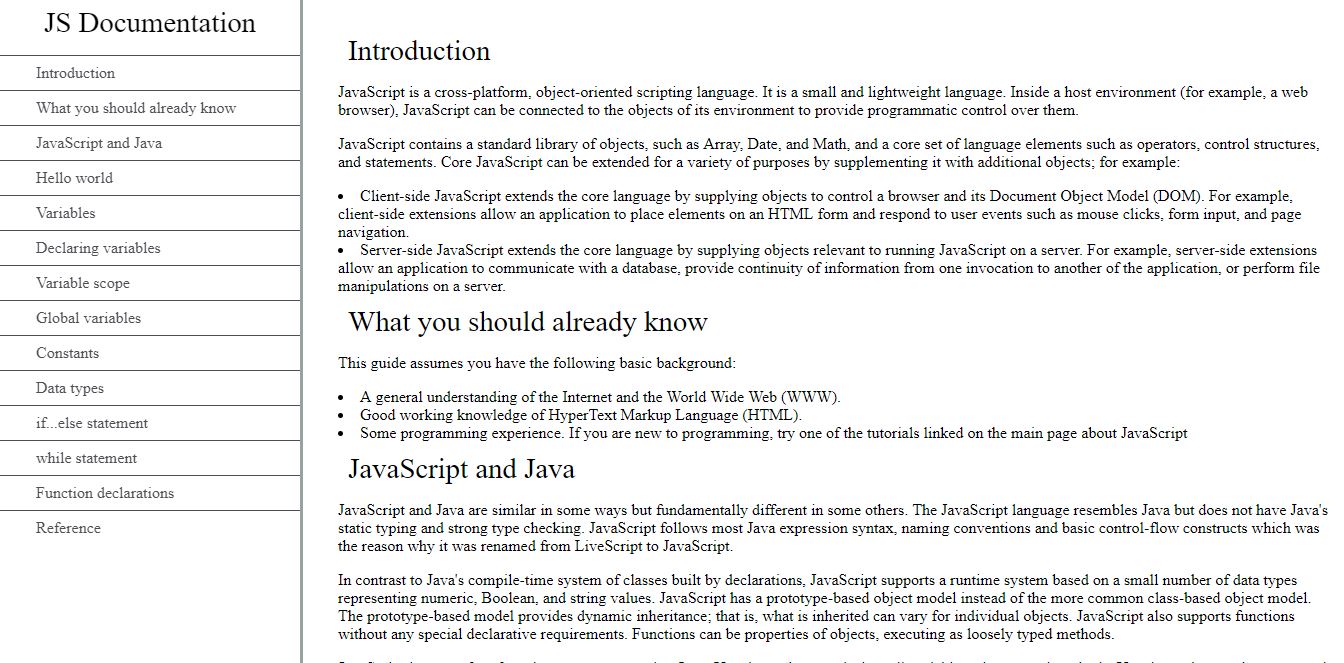 JS Documentation
Introduction
What you should already know
JavaScript and Java
Hello world
Variables
Declaring variables
Variable scope
Global variables
Constants
Data types
if...else statement
while statement
Function declarations
Reference
Introduction
JavaScript is a cross-platform, object-oriented scripting language. It is a small and lightweight language. Inside a host environment (for example, a web
browser), JavaScript can be connected to the objects of its environment to provide programmatic control over them.
JavaScript contains a standard library of objects, such as Array, Date, and Math, and a core set of language elements such as operators, control structures,
and statements. Core JavaScript can be extended for a variety of purposes by supplementing it with additional objects; for example:
• Client-side JavaScript extends the core language by supplying objects to control a browser and its Document Object Model (DOM). For example,
client-side extensions allow an application to place elements on an HTML form and respond to user events such as mouse clicks, form input, and page
navigation.
• Server-side JavaScript extends the core language by supplying objects relevant to running JavaScript on a server. For example, server-side extensions
allow an application to communicate with a database, provide continuity of information from one invocation to another of the application, or perform file
manipulations on a server.
What you should already know
This guide assumes you have the following basic background:
• A general understanding of the Internet and the World Wide Web (WWW).
• Good working knowledge of HyperText Markup Language (HTML).
• Some programming experience. If you are new to programming, try one of the tutorials linked on the main page about JavaScript
JavaScript and Java
JavaScript and Java are similar in some ways but fundamentally different in some others. The JavaScript language resembles Java but does not have Java's
static typing and strong type checking. JavaScript follows most Java expression syntax, naming conventions and basic control-flow constructs which was
the reason why it was renamed from LiveScript to JavaScript.
In contrast to Java's compile-time system of classes built by declarations, JavaScript supports a runtime system based on a small number of data types
representing numeric, Boolean, and string values. JavaScript has a prototype-based object model instead of the more common class-based object model.
The prototype-based model provides dynamic inheritance; that is, what is inherited can vary for individual objects. JavaScript also supports functions
without any special declarative requirements. Functions can be properties of objects, executing as loosely typed methods.